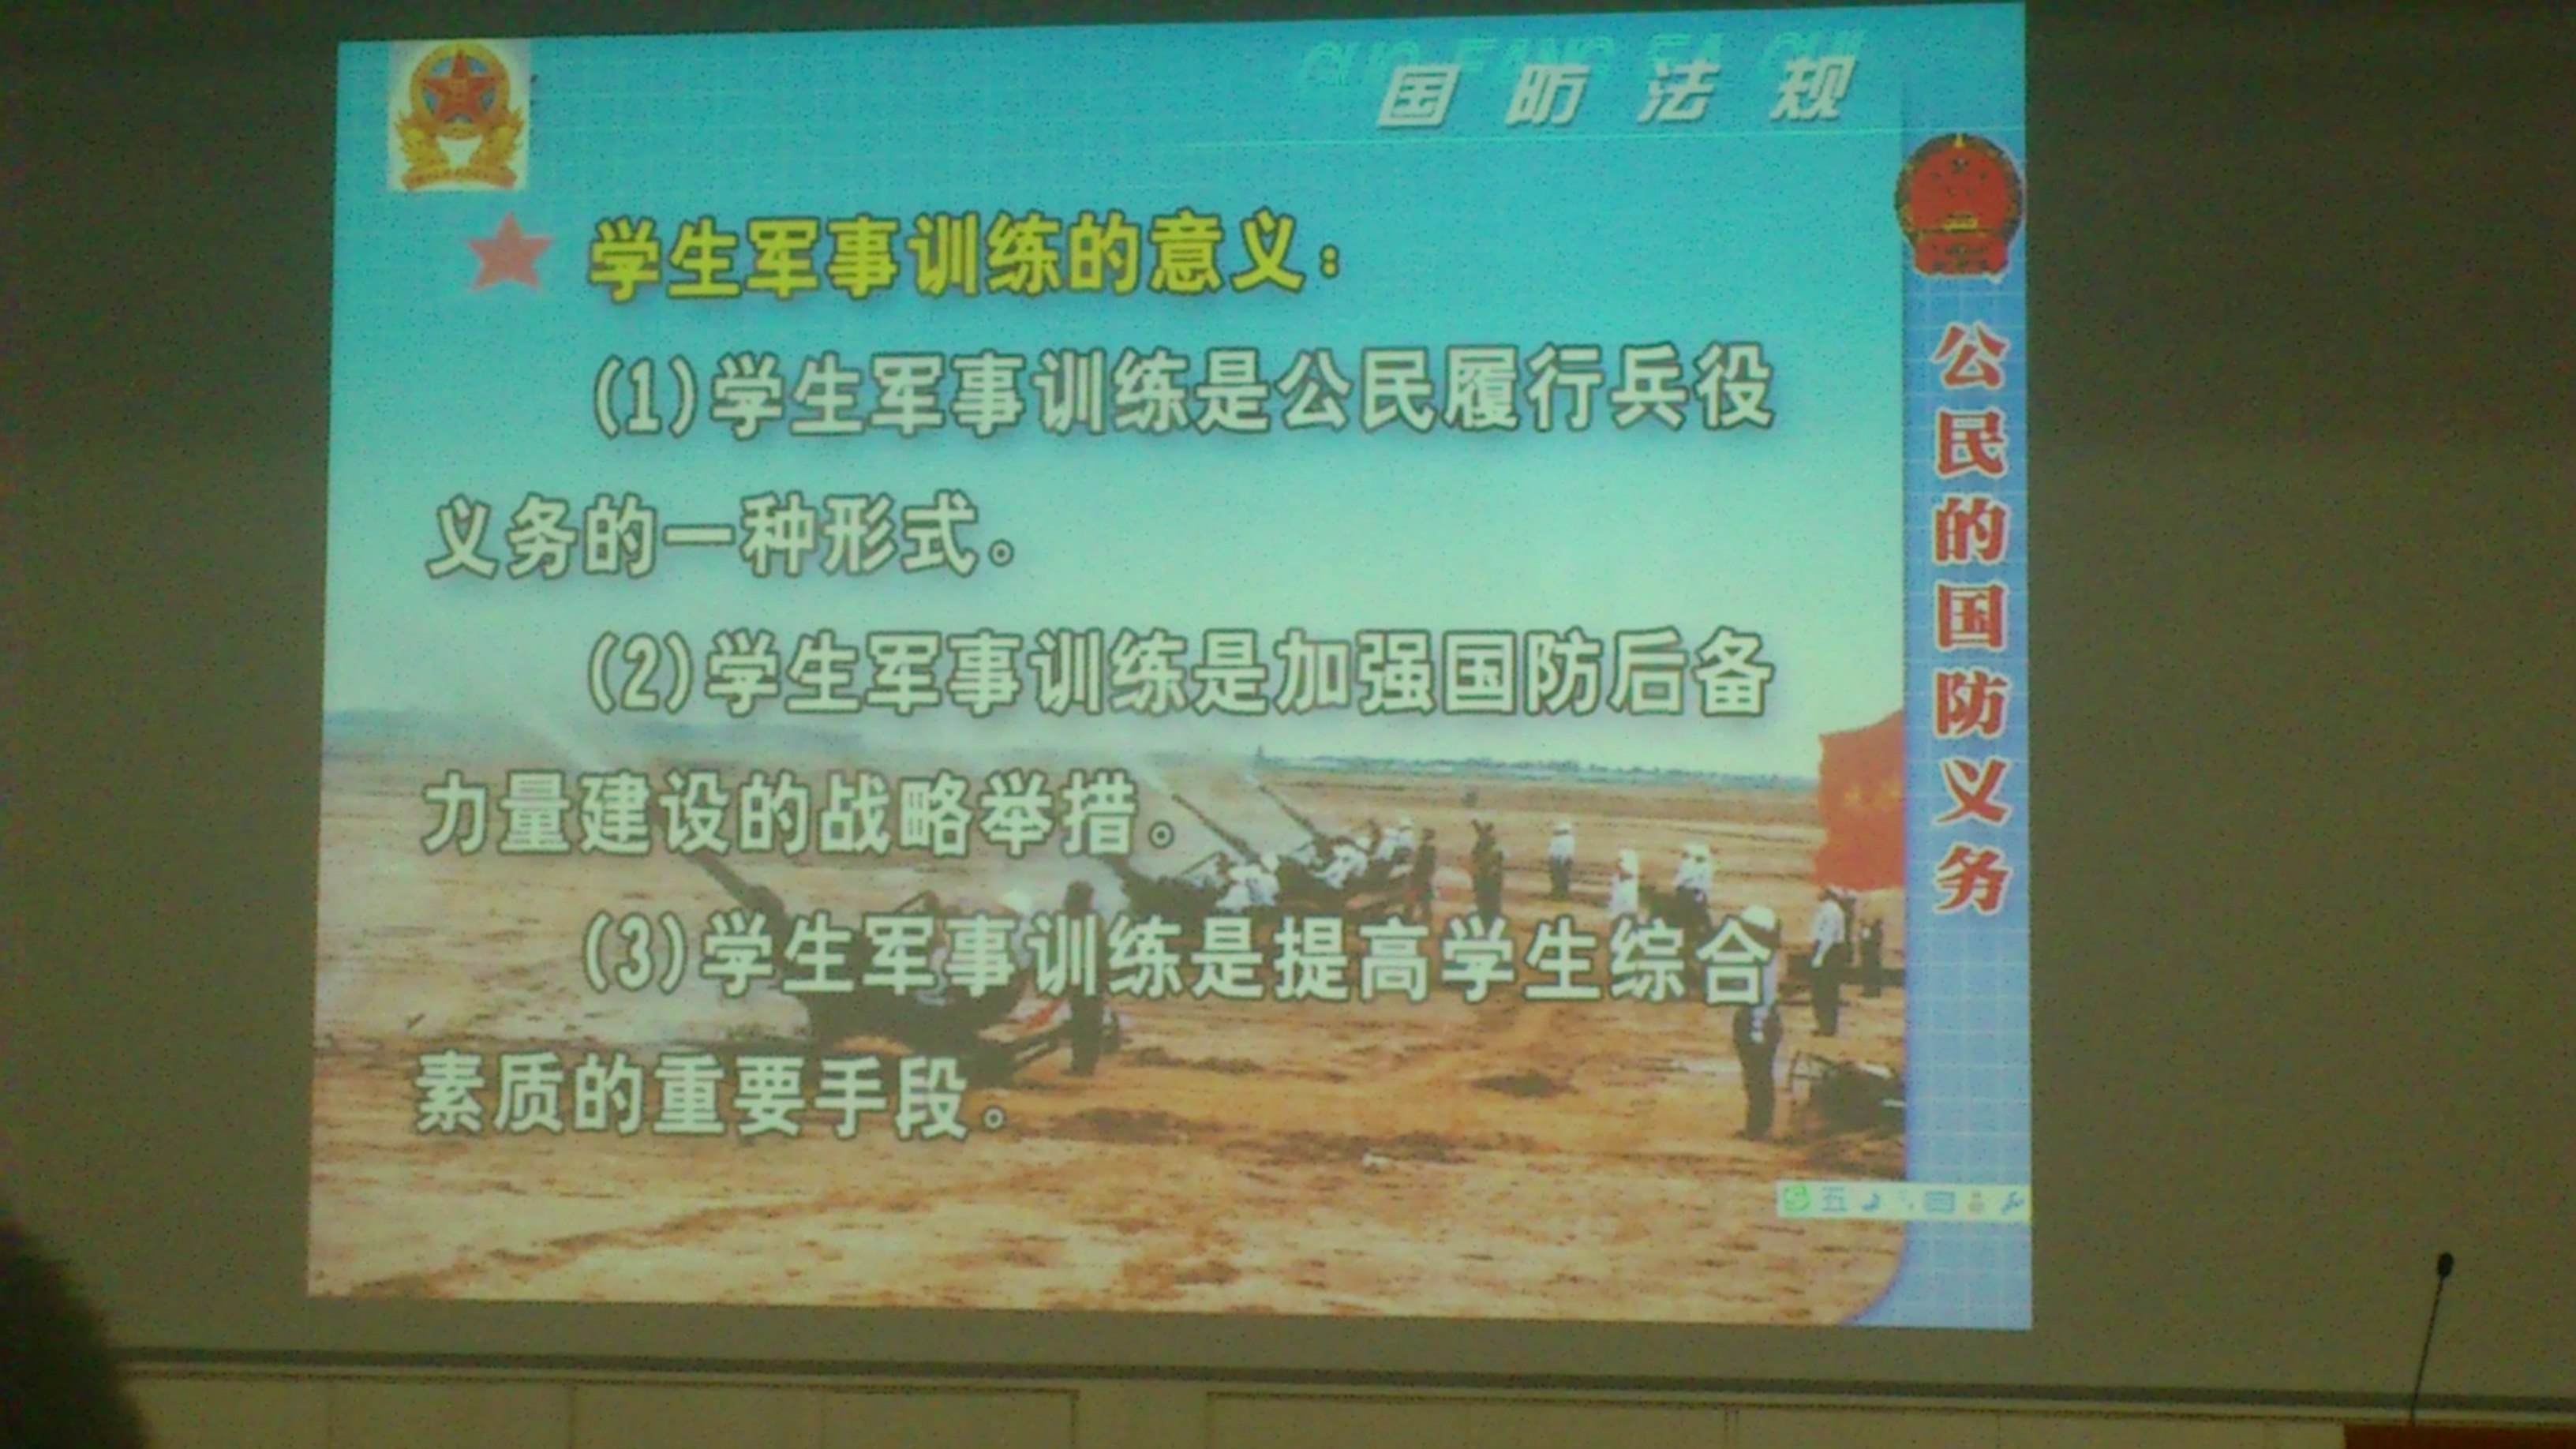 GUO FANG FA GUI
国防法规
学生军事训练的意义：
(1)学生军事训练是公民履行兵役
义务的一种形式。
(2)学生军事训练是加强国防后备
力量建设的战略举措。
(3)学生军事训练是提高学生综合
素质的重要手段。
公民的国防义务
五